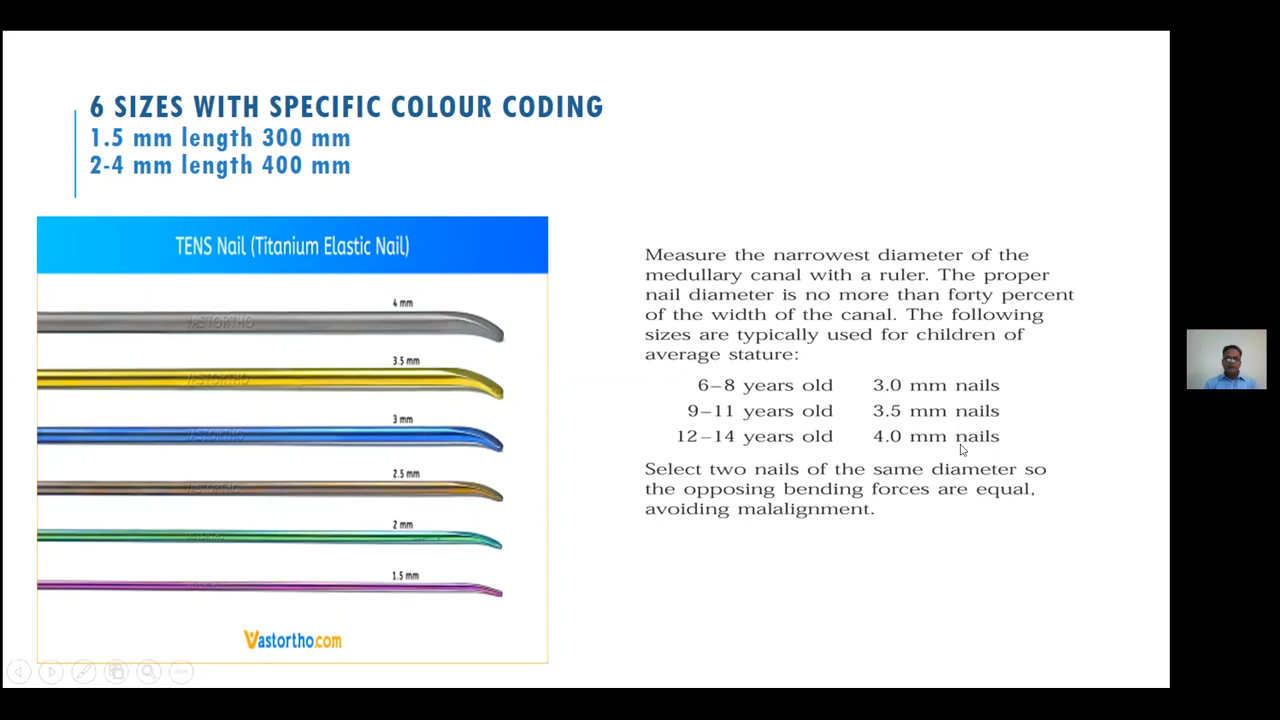 6 SIZES WITH SPECIFIC COLOUR CODING
1.5 mm length 300 mm
2-4 mm length 400 mm
TENS Nail (Titanium Elastic Nail)
4 mm
VASTORTHO
3.5 mm
VASTORTHO
3 mm
VASTORTHO
2.5 mm
VASTORTHO
2 mm
1.5 mm
Vastortho.com
Measure the narrowest diameter of the
medullary canal with a ruler. The proper
nail diameter is no more than forty percent
of the width of the canal. The following
sizes are typically used for children of
average stature:
6–8 years old 3.0 mm nails
9–11 years old 3.5 mm nails
12–14 years old 4.0 mm nails
Select two nails of the same diameter so
the opposing bending forces are equal,
avoiding malalignment.